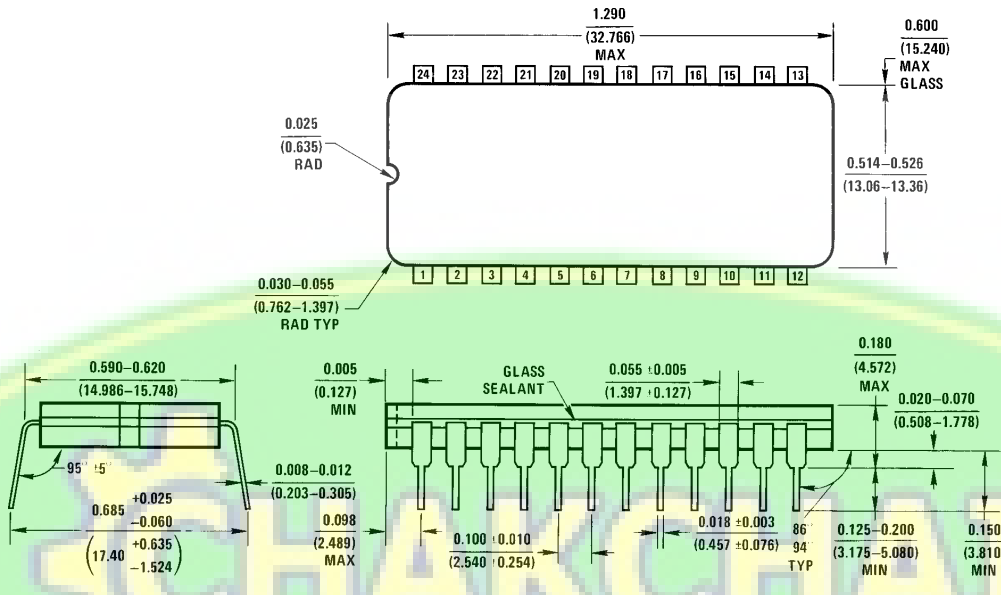 1.290
(32.766)
MAX
0.600
(15.240)
MAX
GLASS
24 23 22 21 20 19 18 17 16 15 14 13
0.025
(0.635)
RAD
0.514–0.526
(13.06–13.36)
1 2 3 4 5 6 7 8 9 10 11 12
0.030–0.055
(0.762–1.397)
RAD TYP
0.590–0.620
(14.986–15.748)
0.005
(0.127)
MIN
GLASS
SEALANT
0.055 ±0.005
(1.397 ±0.127)
0.180
(4.572)
MAX
0.020–0.070
(0.508–1.778)
95° ±5°
0.008–0.012
(0.203–0.305)
0.685 +0.025 –0.060
(17.40 +0.635 –1.524)
0.098
(2.489)
MAX
0.100 ±0.010
(2.540 ±0.254)
0.018 ±0.003
(0.457 ±0.076)
86°
94°
TYP
0.125–0.200
(3.175–5.080)
MIN
0.150
(3.810
MIN
CHAKCHA